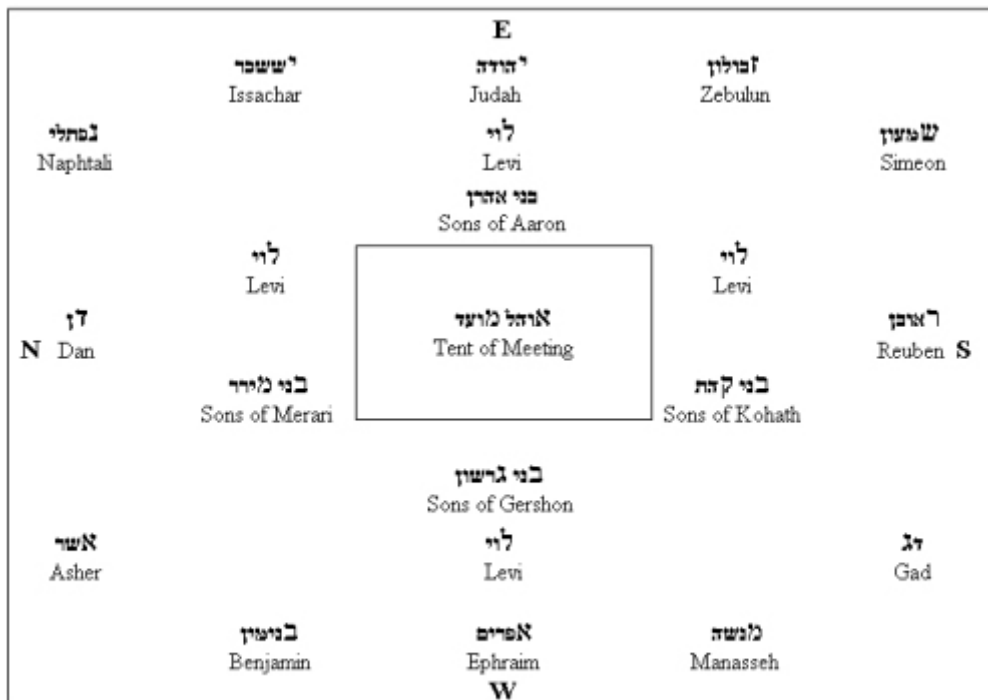 E
יששכר יהודה זבולון
Issachar Judah Zebulun
נפתלי לוי שמעון
Naphtali Levi Simeon
בני אהרן
Sons of Aaron
לוי לוי
Levi Levi
דן אוהל מועד ראובן
N Dan Tent of Meeting Reuben S
בני מירר בני קהת
Sons of Merari Sons of Kohath
בני גרשון
Sons of Gershon
אשר לוי גד
Asher Levi Gad
בנימין אפרים מנשה
Benjamin Ephraim Manasseh
W